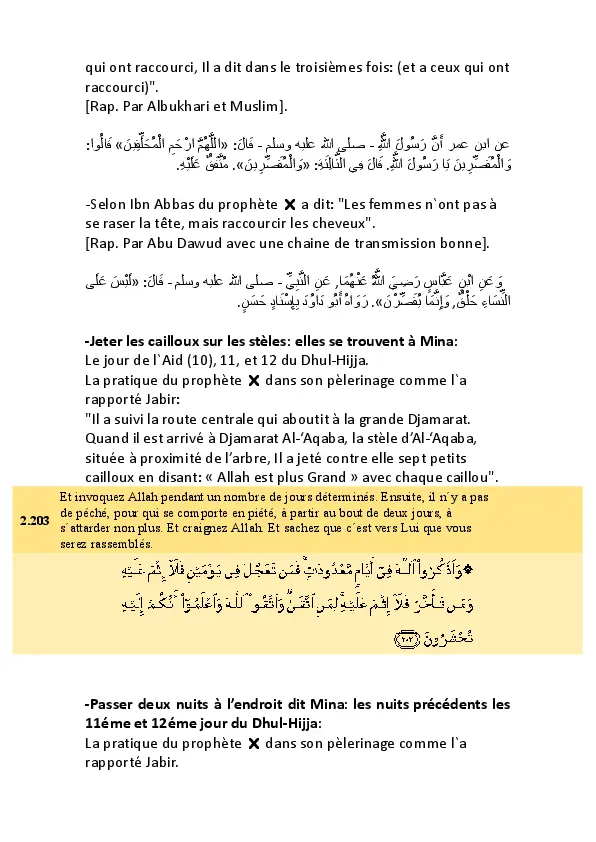 qui ont raccourci, Il a dit dans le troisièmes fois: (et a ceux qui ont
raccourci)".
[Rap. Par Albukhari et Muslim].
عن ابن عمر أَنَّ رَسُولَ اللَّهِ - صلى الله عليه وسلم - قَالَ: «اللَّهُمَّ ارْحَمِ الْمُحَلِّقِينَ» قَالُوا:
وَالْمُقَصِّرِينَ يَا رَسُولَ اللَّهِ. قَالَ فِي الثَّالِثَةِ: «وَالْمُقَصِّرِينَ». مُتَّفَقٌ عَلَيْهِ.
-Selon Ibn Abbas du prophète ✖ a dit: "Les femmes n`ont pas à
se raser la tête, mais raccourcir les cheveux".
[Rap. Par Abu Dawud avec une chaine de transmission bonne].
وَعَنِ ابْنِ عَبَّاسٍ رَضِيَ اللَّهُ عَنْهُمَا, عَنِ النَّبِيِّ - صلى الله عليه وسلم - قَالَ: «لَيْسَ عَلَى
النِّسَاءِ حَلْقٌ, وَإِنَّمَا يُقَصِّرْنَ». رَوَاهُ أَبُو دَاوُدَ بِإِسْنَادٍ حَسَنٍ.
-Jeter les cailloux sur les stèles: elles se trouvent à Mina:
Le jour de l`Aid (10), 11, et 12 du Dhul-Hijja.
La pratique du prophète ✖ dans son pèlerinage comme l`a
rapporté Jabir:
"Il a suivi la route centrale qui aboutit à la grande Djamarat.
Quand il est arrivé à Djamarat Al-‘Aqaba, la stèle d’Al-‘Aqaba,
située à proximité de l’arbre, Il a jeté contre elle sept petits
cailloux en disant: « Allah est plus Grand » avec chaque caillou".
Et invoquez Allah pendant un nombre de jours déterminés. Ensuite, il n´y a pas
2.203 de péché, pour qui se comporte en piété, à partir au bout de deux jours, à
s´attarder non plus. Et craignez Allah. Et sachez que c´est vers Lui que vous
serez rassemblés.
۞ وَٱذْكُرُوا۟ ٱللَّهَ فِىٓ أَيَّامٍ مَّعْدُودَٰتٍ ۚ فَمَن تَعَجَّلَ فِى يَوْمَيْنِ فَلَآ إِثْمَ عَلَيْهِ
وَمَن تَأَخَّرَ فَلَآ إِثْمَ عَلَيْهِ ۚ لِمَنِ ٱتَّقَىٰ ۗ وَٱتَّقُوا۟ ٱللَّهَ وَٱعْلَمُوٓا۟ أَنَّكُمْ إِلَيْهِ
تُحْشَرُونَ ﴿٢٠٣﴾
-Passer deux nuits à l’endroit dit Mina: les nuits précédents les
11éme et 12éme jour du Dhul-Hijja:
La pratique du prophète ✖ dans son pèlerinage comme l`a
rapporté Jabir.